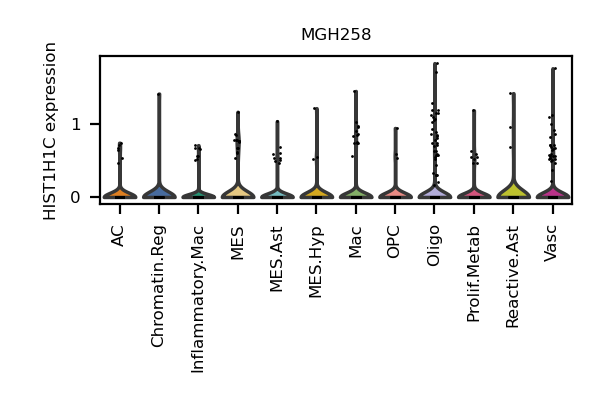 MGH258
HIST1H1C expression
1
0
AC
Chromatin.Reg
Inflammatory.Mac
MES
MES.Ast
MES.Hyp
Mac
OPC
Oligo
Prolif.Metab
Reactive.Ast
Vasc